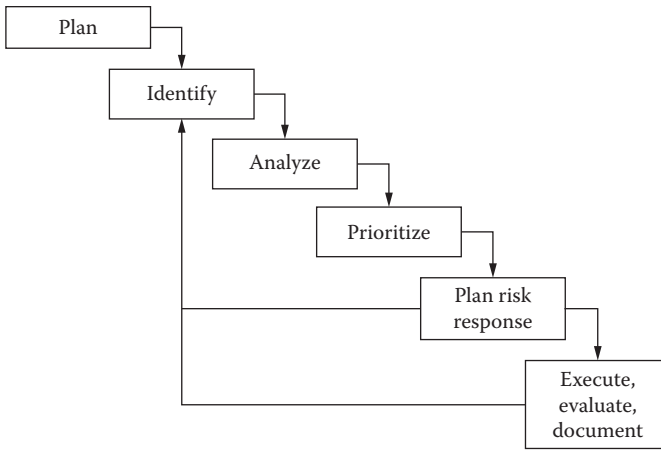 Plan
Identify
Analyze
Prioritize
Plan risk
response
Execute,
evaluate,
document